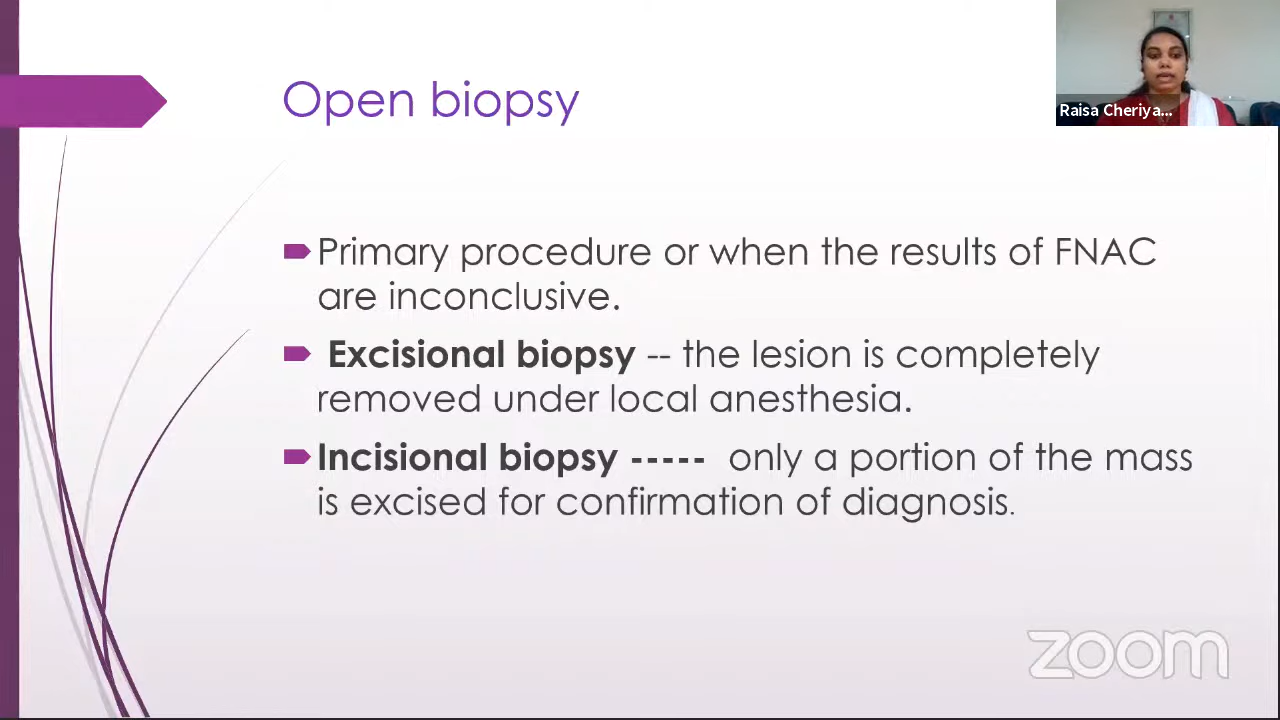 Open biopsy
Raisa Cheriya...
Primary procedure or when the results of FNAC
are inconclusive.
Excisional biopsy -- the lesion is completely
removed under local anesthesia.
Incisional biopsy ----- only a portion of the mass
is excised for confirmation of diagnosis.
zoom